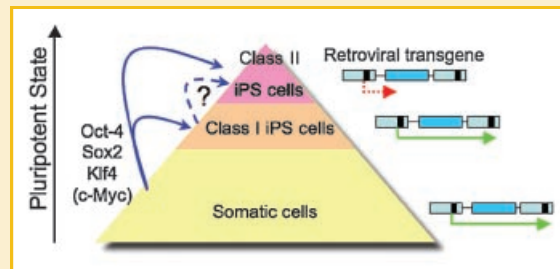 Pluripotent State
Class II
iPS cells
?
Class I iPS cells
Oct-4
Sox2
Klf4
(c-Myc)
Somatic cells
Retroviral transgene